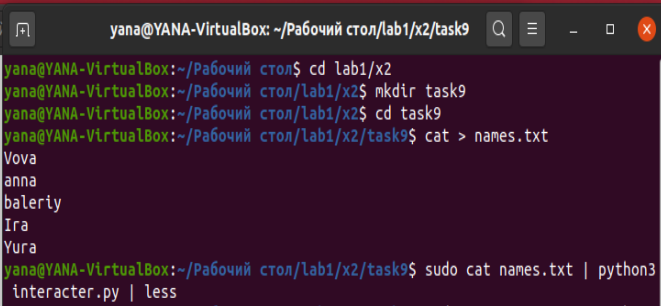 yana@YANA-VirtualBox: ~/Рабочий стол/lab1/x2/task9
yana@YANA-VirtualBox:~/Рабочий стол$ cd lab1/x2
yana@YANA-VirtualBox:~/Рабочий стол/lab1/x2$ mkdir task9
yana@YANA-VirtualBox:~/Рабочий стол/lab1/x2$ cd task9
yana@YANA-VirtualBox:~/Рабочий стол/lab1/x2/task9$ cat > names.txt
Vova
anna
baleriy
Ira
Yura
yana@YANA-VirtualBox:~/Рабочий стол/lab1/x2/task9$ sudo cat names.txt | python3
interacter.py | less